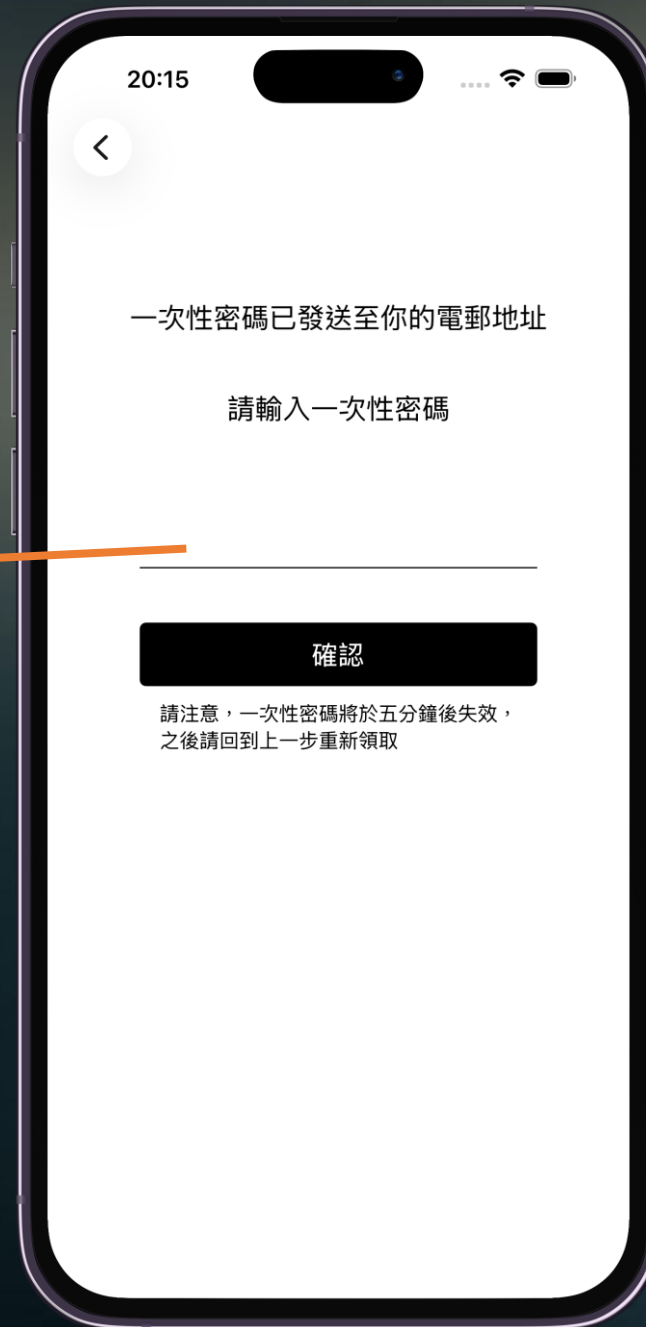 20:15
一次性密碼已發送至你的電郵地址
請輸入一次性密碼
確認
請注意，一次性密碼將於五分鐘後失效，
之後請回到上一步重新領取